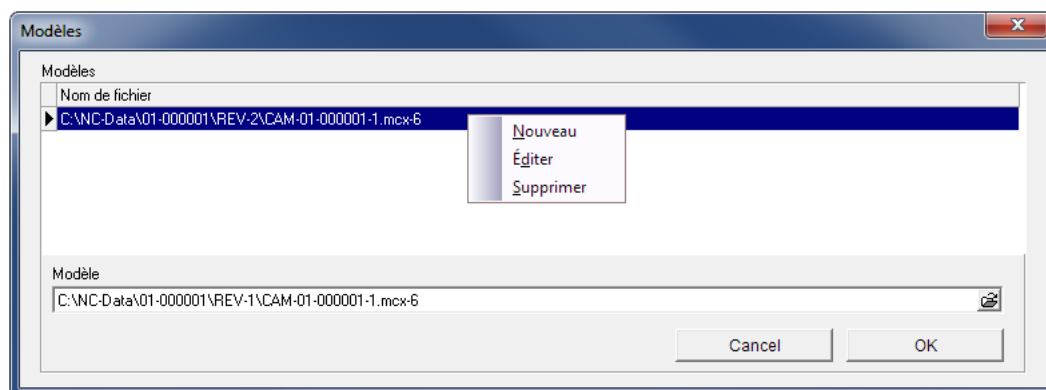 Modèles
Modèles
Nom de fichier
C:\NC-Data\01-000001\REV-2\CAM-01-000001-1.mcx-6
Nouveau
Éditer
Supprimer
Modèle
C:\NC-Data\01-000001\REV-1\CAM-01-000001-1.mcx-6
Cancel
OK